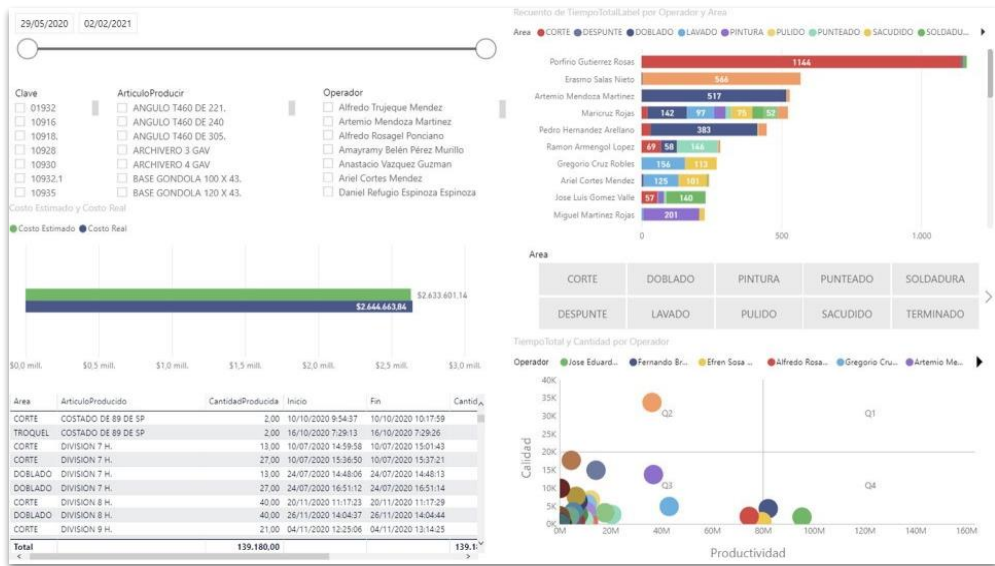 29/05/2020 02/02/2021
Clave
01932
10916
10918.
10928
10930
10932.1
10935
ArticuloProducir
ANGULO T460 DE 221.
ANGULO T460 DE 240
ANGULO T460 DE 305.
ARCHIVERO 3 GAV
ARCHIVERO 4 GAV
BASE GONDOLA 100 X 43.
BASE GONDOLA 120 X 43.
Operador
Alfredo Trujeque Mendez
Artemio Mendoza Martinez
Alfredo Rosagel Ponciano
Amayramy Belén Pérez Murillo
Anastacio Vazquez Guzman
Ariel Cortes Mendez
Daniel Refugio Espinoza Espinoza
Costo Estimado y Costo Real
Costo Estimado Costo Real
$2.633.601,14
$2.644.663,84
$0,0 mill. $0,5 mill. $1,0 mill. $1,5 mill. $2,0 mill. $2,5 mill. $3,0 mill.
Area ArticuloProducido CantidadProducida Inicio Fin Cantid
CORTE COSTADO DE 89 DE SP 2,00 10/10/2020 9:54:37 10/10/2020 10:17:59
TROQUEL COSTADO DE 89 DE SP 2,00 16/10/2020 7:29:13 16/10/2020 7:29:26
CORTE DIVISION 7 H. 13,00 10/07/2020 14:59:58 10/07/2020 15:01:43
CORTE DIVISION 7 H. 27,00 10/07/2020 15:36:50 10/07/2020 15:37:21
DOBLADO DIVISION 7 H. 13,00 24/07/2020 14:48:06 24/07/2020 14:48:13
DOBLADO DIVISION 7 H. 27,00 24/07/2020 16:51:12 24/07/2020 16:51:14
CORTE DIVISION 8 H. 40,00 20/11/2020 11:17:23 20/11/2020 11:17:29
DOBLADO DIVISION 8 H. 40,00 26/11/2020 14:04:37 26/11/2020 14:04:44
CORTE DIVISION 9 H. 21,00 04/11/2020 12:25:06 04/11/2020 13:14:25
Total 139.180,00 139.1
Recuento de TiempoTotalLabel por Operador y Area
Area CORTE DESPUNTE DOBLADO LAVADO PINTURA PULIDO PUNTEADO SACUDIDO SOLDADU...
Porfirio Gutierrez Rosas 1144
Erasmo Salas Nieto 566
Artemio Mendoza Martinez 517
Maricruz Rojas 142 97 75 52
Pedro Hernandez Arellano 383
Ramon Armengol Lopez 69 58 146
Gregorio Cruz Robles 156 113
Ariel Cortes Mendez 125 101
Jose Luis Gomez Valle 57 140
Miguel Martinez Rojas 201
0 500 1.000
Area
CORTE DOBLADO PINTURA PUNTEADO SOLDADURA
DESPUNTE LAVADO PULIDO SACUDIDO TERMINADO
TiempoTotal y Cantidad por Operador
Operador Jose Eduard... Fernando Br... Efren Sosa ... Alfredo Rosa... Gregorio Cru... Artemio Me...
Calidad
40K
35K
30K
25K
20K
15K
10K
5K
0K
Q2 Q1
Q3 Q4
0M 20M 40M 60M 80M 100M 120M 140M 160M
Productividad